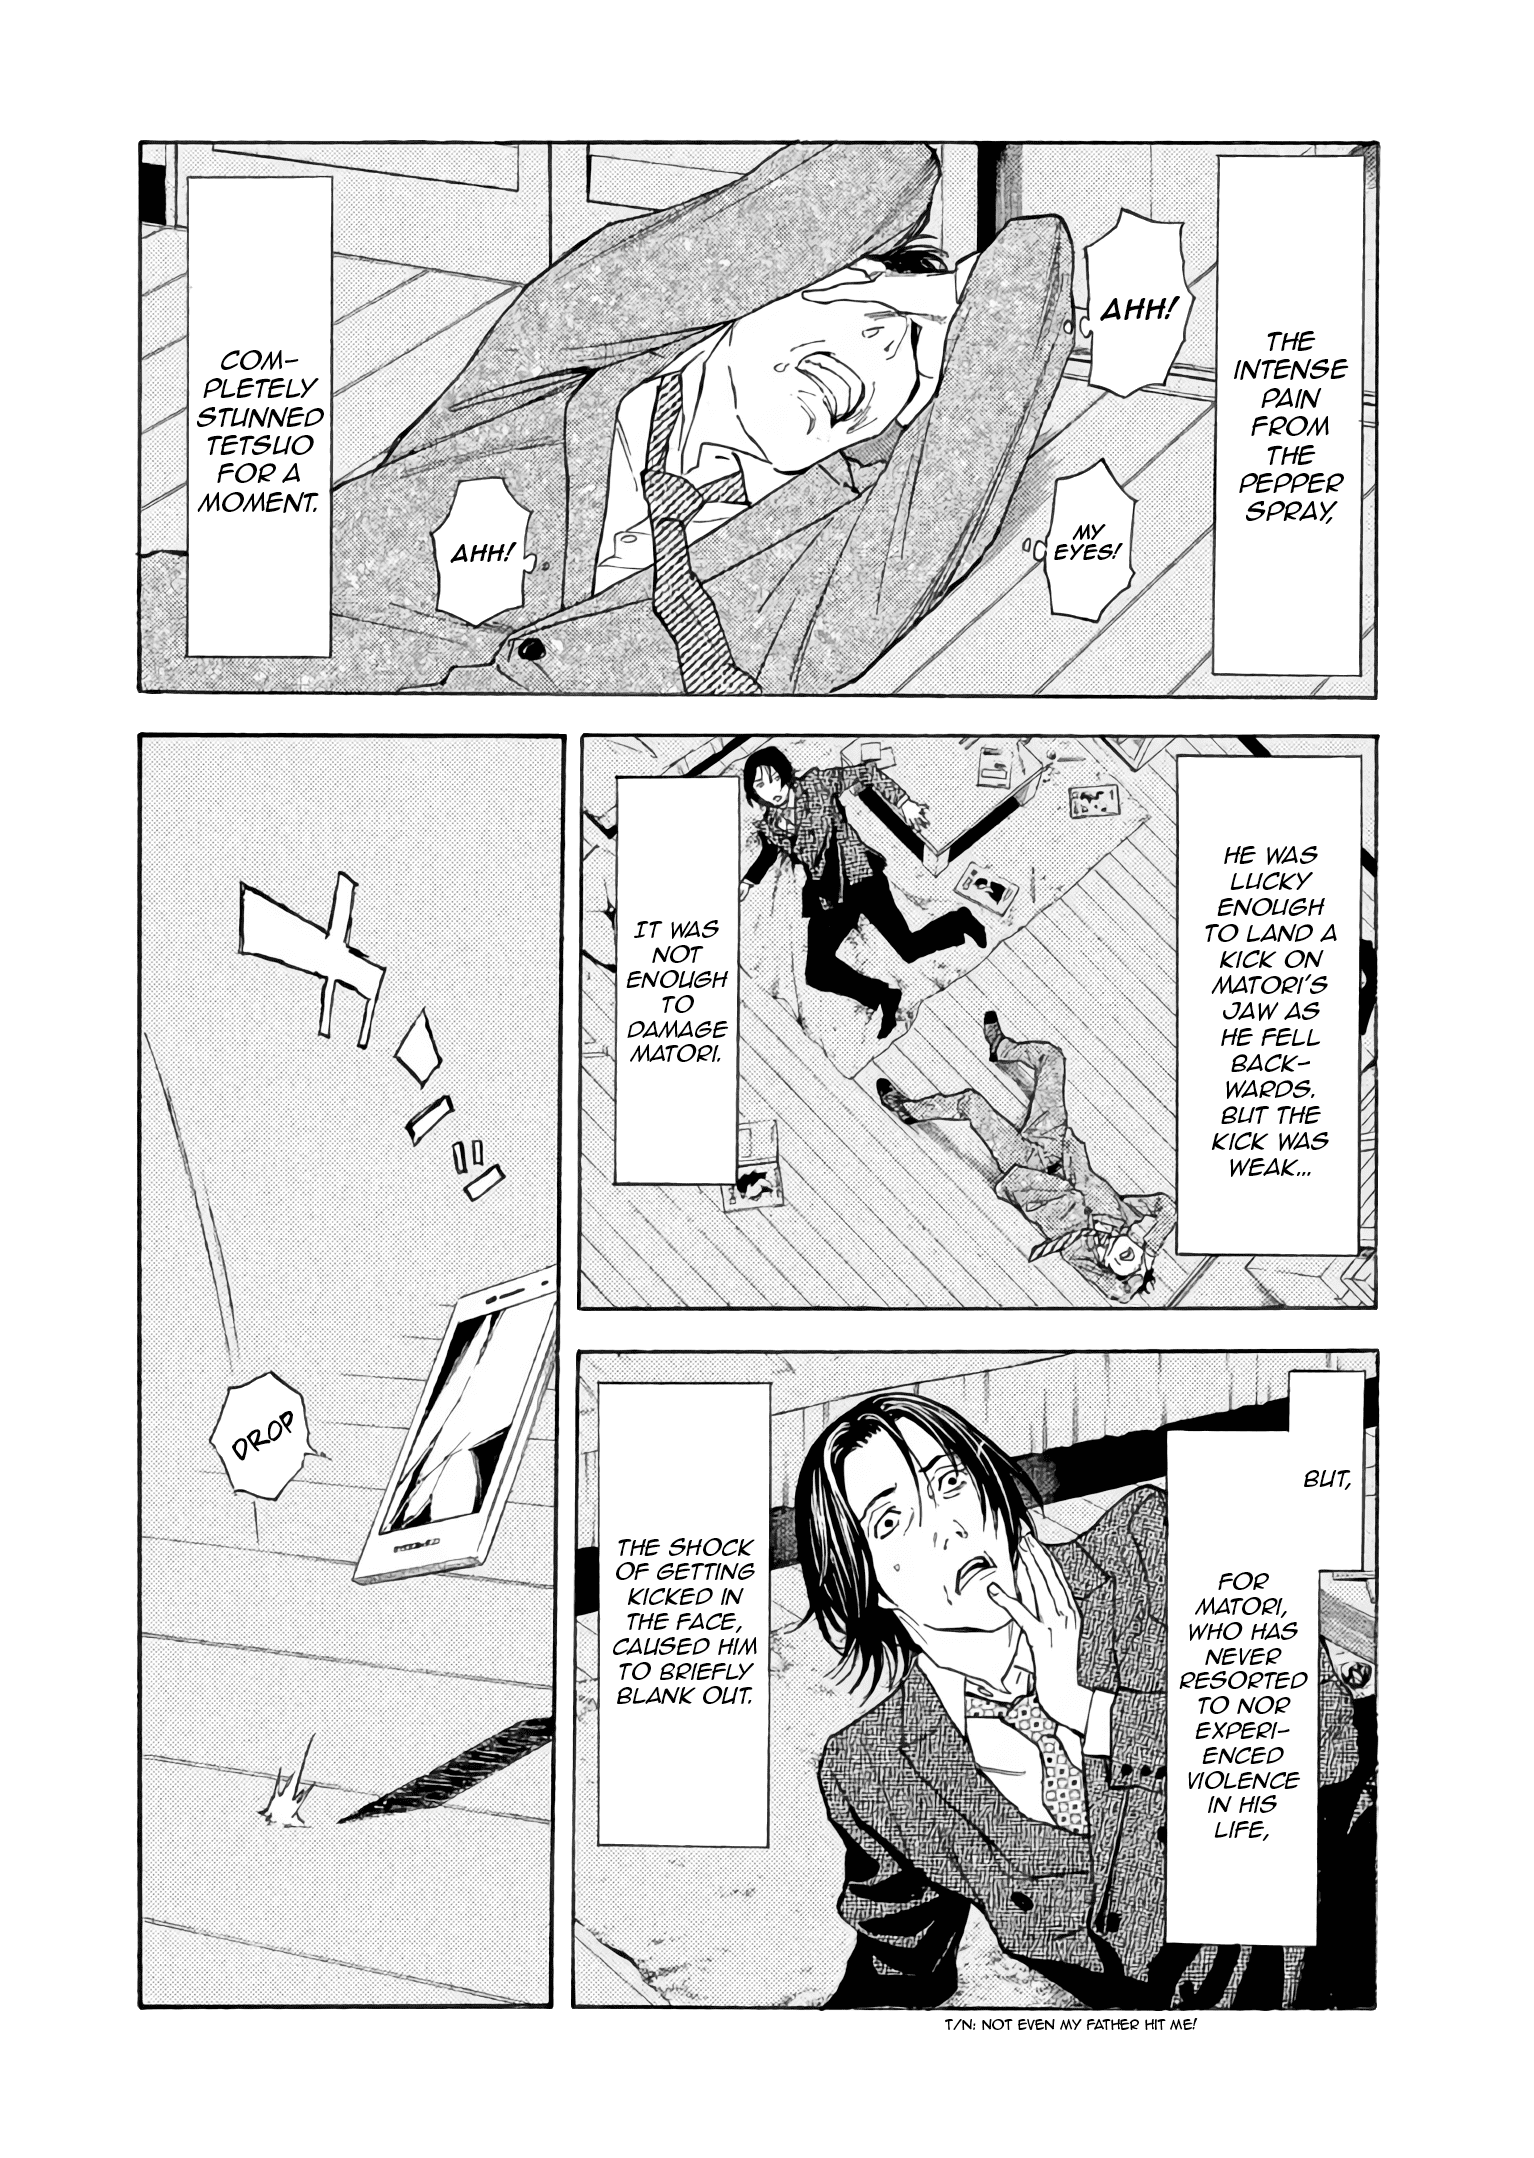 THE
INTENSE
PAIN
FROM
THE
PEPPER
SPRAY,
AHH!
MY
EYES!
AHH!
COM-
PLETELY
STUNNED
TETSUO
FOR A
MOMENT.
HE WAS
LUCKY
ENOUGH
TO LAND A
KICK ON
MATORI'S
JAW AS
HE FELL
BACK-
WARDS.
BUT THE
KICK WAS
WEAK...
IT WAS
NOT
ENOUGH
TO
DAMAGE
MATORI.
BUT,
FOR
MATORI,
WHO HAS
NEVER
RESORTED
TO NOR
EXPERI-
ENCED
VIOLENCE
IN HIS
LIFE,
THE SHOCK
OF GETTING
KICKED IN
THE FACE,
CAUSED HIM
TO BRIEFLY
BLANK OUT.
T/N: NOT EVEN MY FATHER HIT ME!
DROP